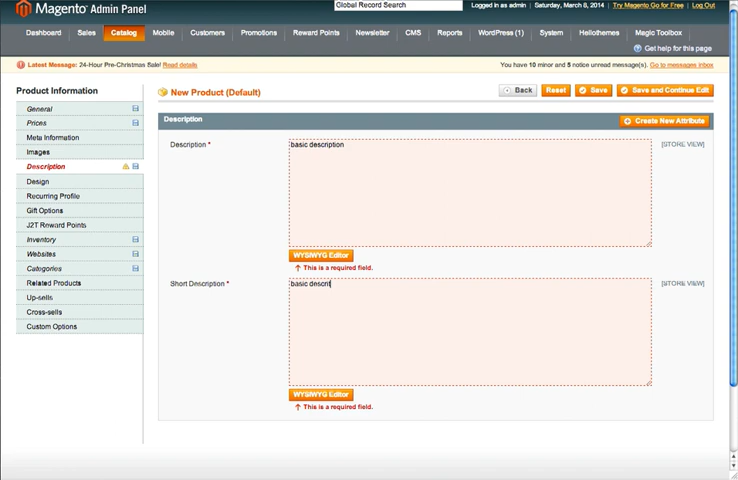 Magento Admin Panel
Global Record Search
Logged in as admin
Saturday, March 8, 2014
Try Magento Go for Free
Log Out
Dashboard
Sales
Catalog
Mobile
Customers
Promotions
Reward Points
Newsletter
CMS
Reports
WordPress (1)
System
Hellothemes
Magic Toolbox
Get help for this page
Latest Message: 24-Hour Pre-Christmas Sale! Read details
You have 10 minor and 5 notice unread message(s). Go to messages inbox
Product Information
General
Prices
Meta Information
Images
Description
Design
Recurring Profile
Gift Options
J2T Reward Points
Inventory
Websites
Categories
Related Products
Up-sells
Cross-sells
Custom Options
New Product (Default)
Back
Reset
Save
Save and Continue Edit
Description
Create New Attribute
Description *
basic description
[STORE VIEW]
WYSIWYG Editor
This is a required field.
Short Description *
basic descrit
[STORE VIEW]
WYSIWYG Editor
This is a required field.